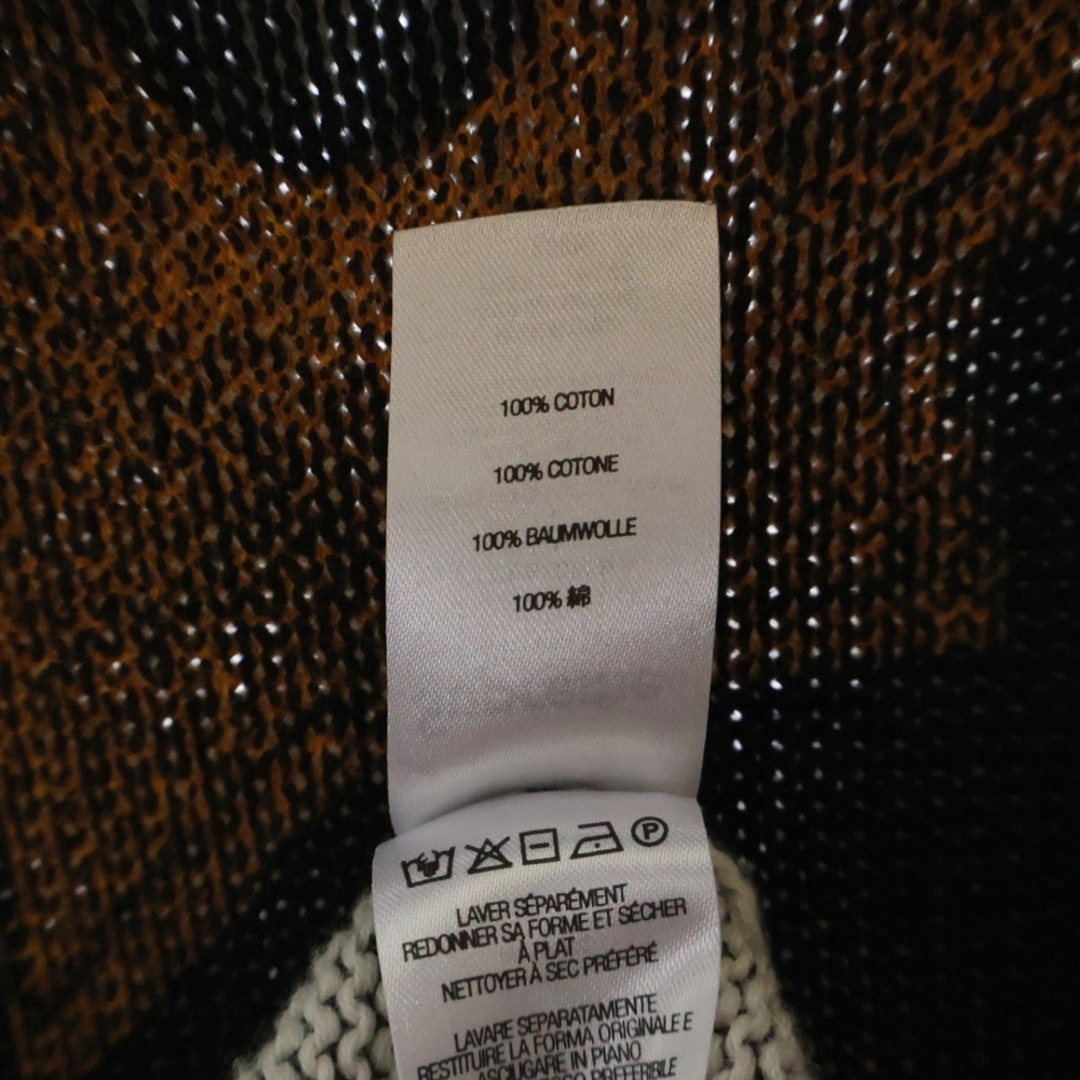 100% COTON
100% COTONE
100% BAUMWOLLE
100% 綿
P
LAVER SÉPARÉMENT
REDONNER SA FORME ET SÉCHER
À PLAT
NETTOYER À SEC PRÉFÉRÉ
LAVARE SEPARATAMENTE
RESTITUIRE LA FORMA ORIGINALE E
ASCIUGARE IN PIANO
PREFERIBILE